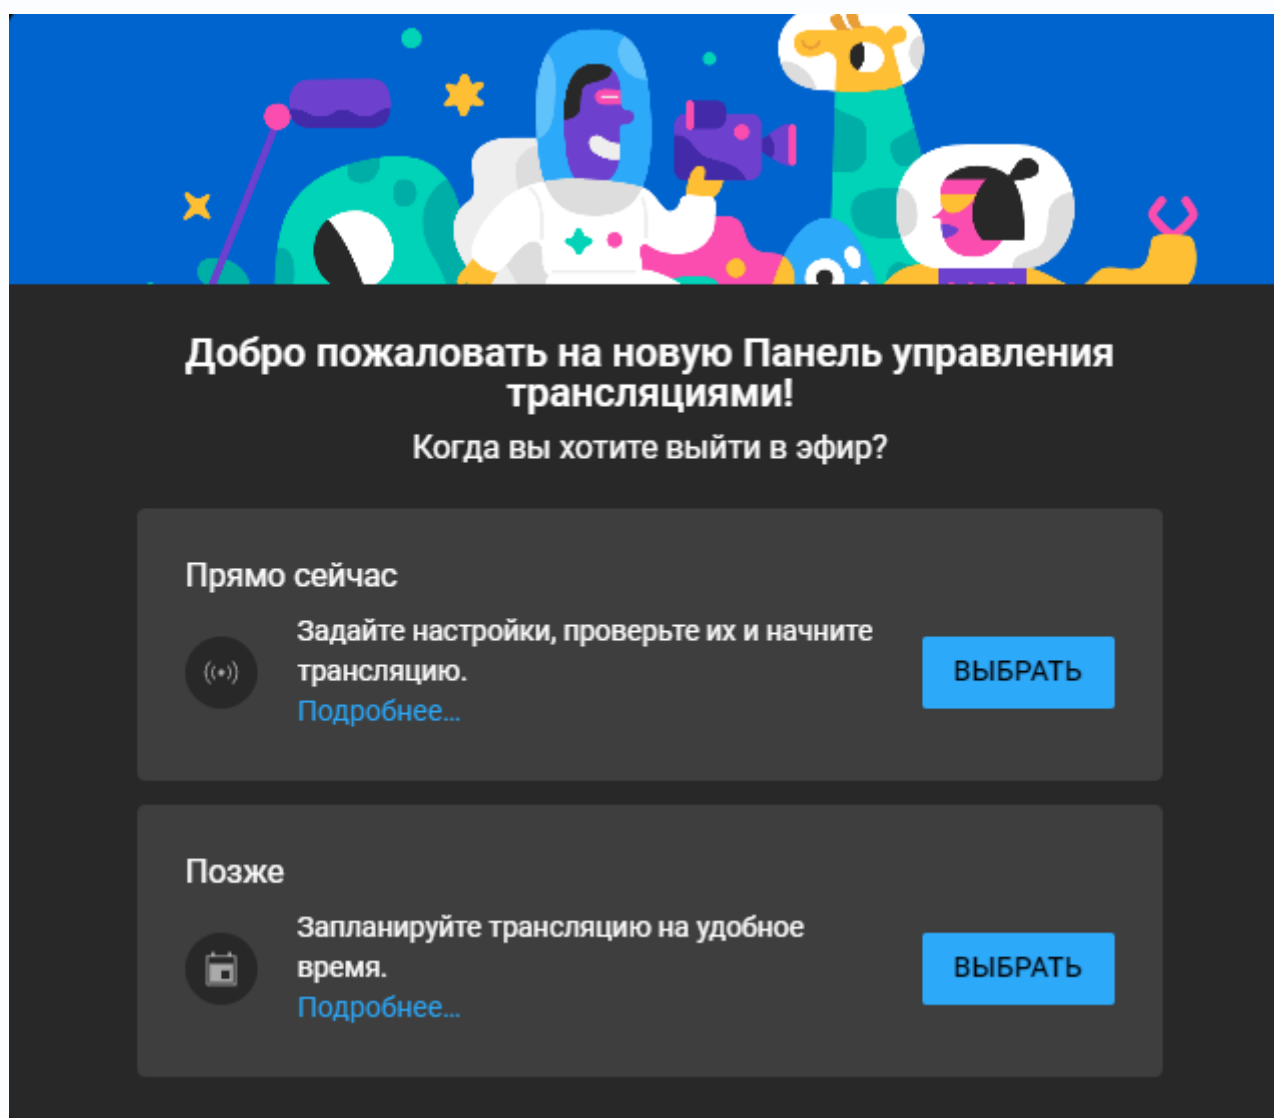 Добро пожаловать на новую Панель управления
трансляциями!
Когда вы хотите выйти в эфир?
Прямо сейчас
Задайте настройки, проверьте их и начните
трансляцию.
Подробнее...
ВЫБРАТЬ
Позже
Запланируйте трансляцию на удобное
время.
Подробнее...
ВЫБРАТЬ